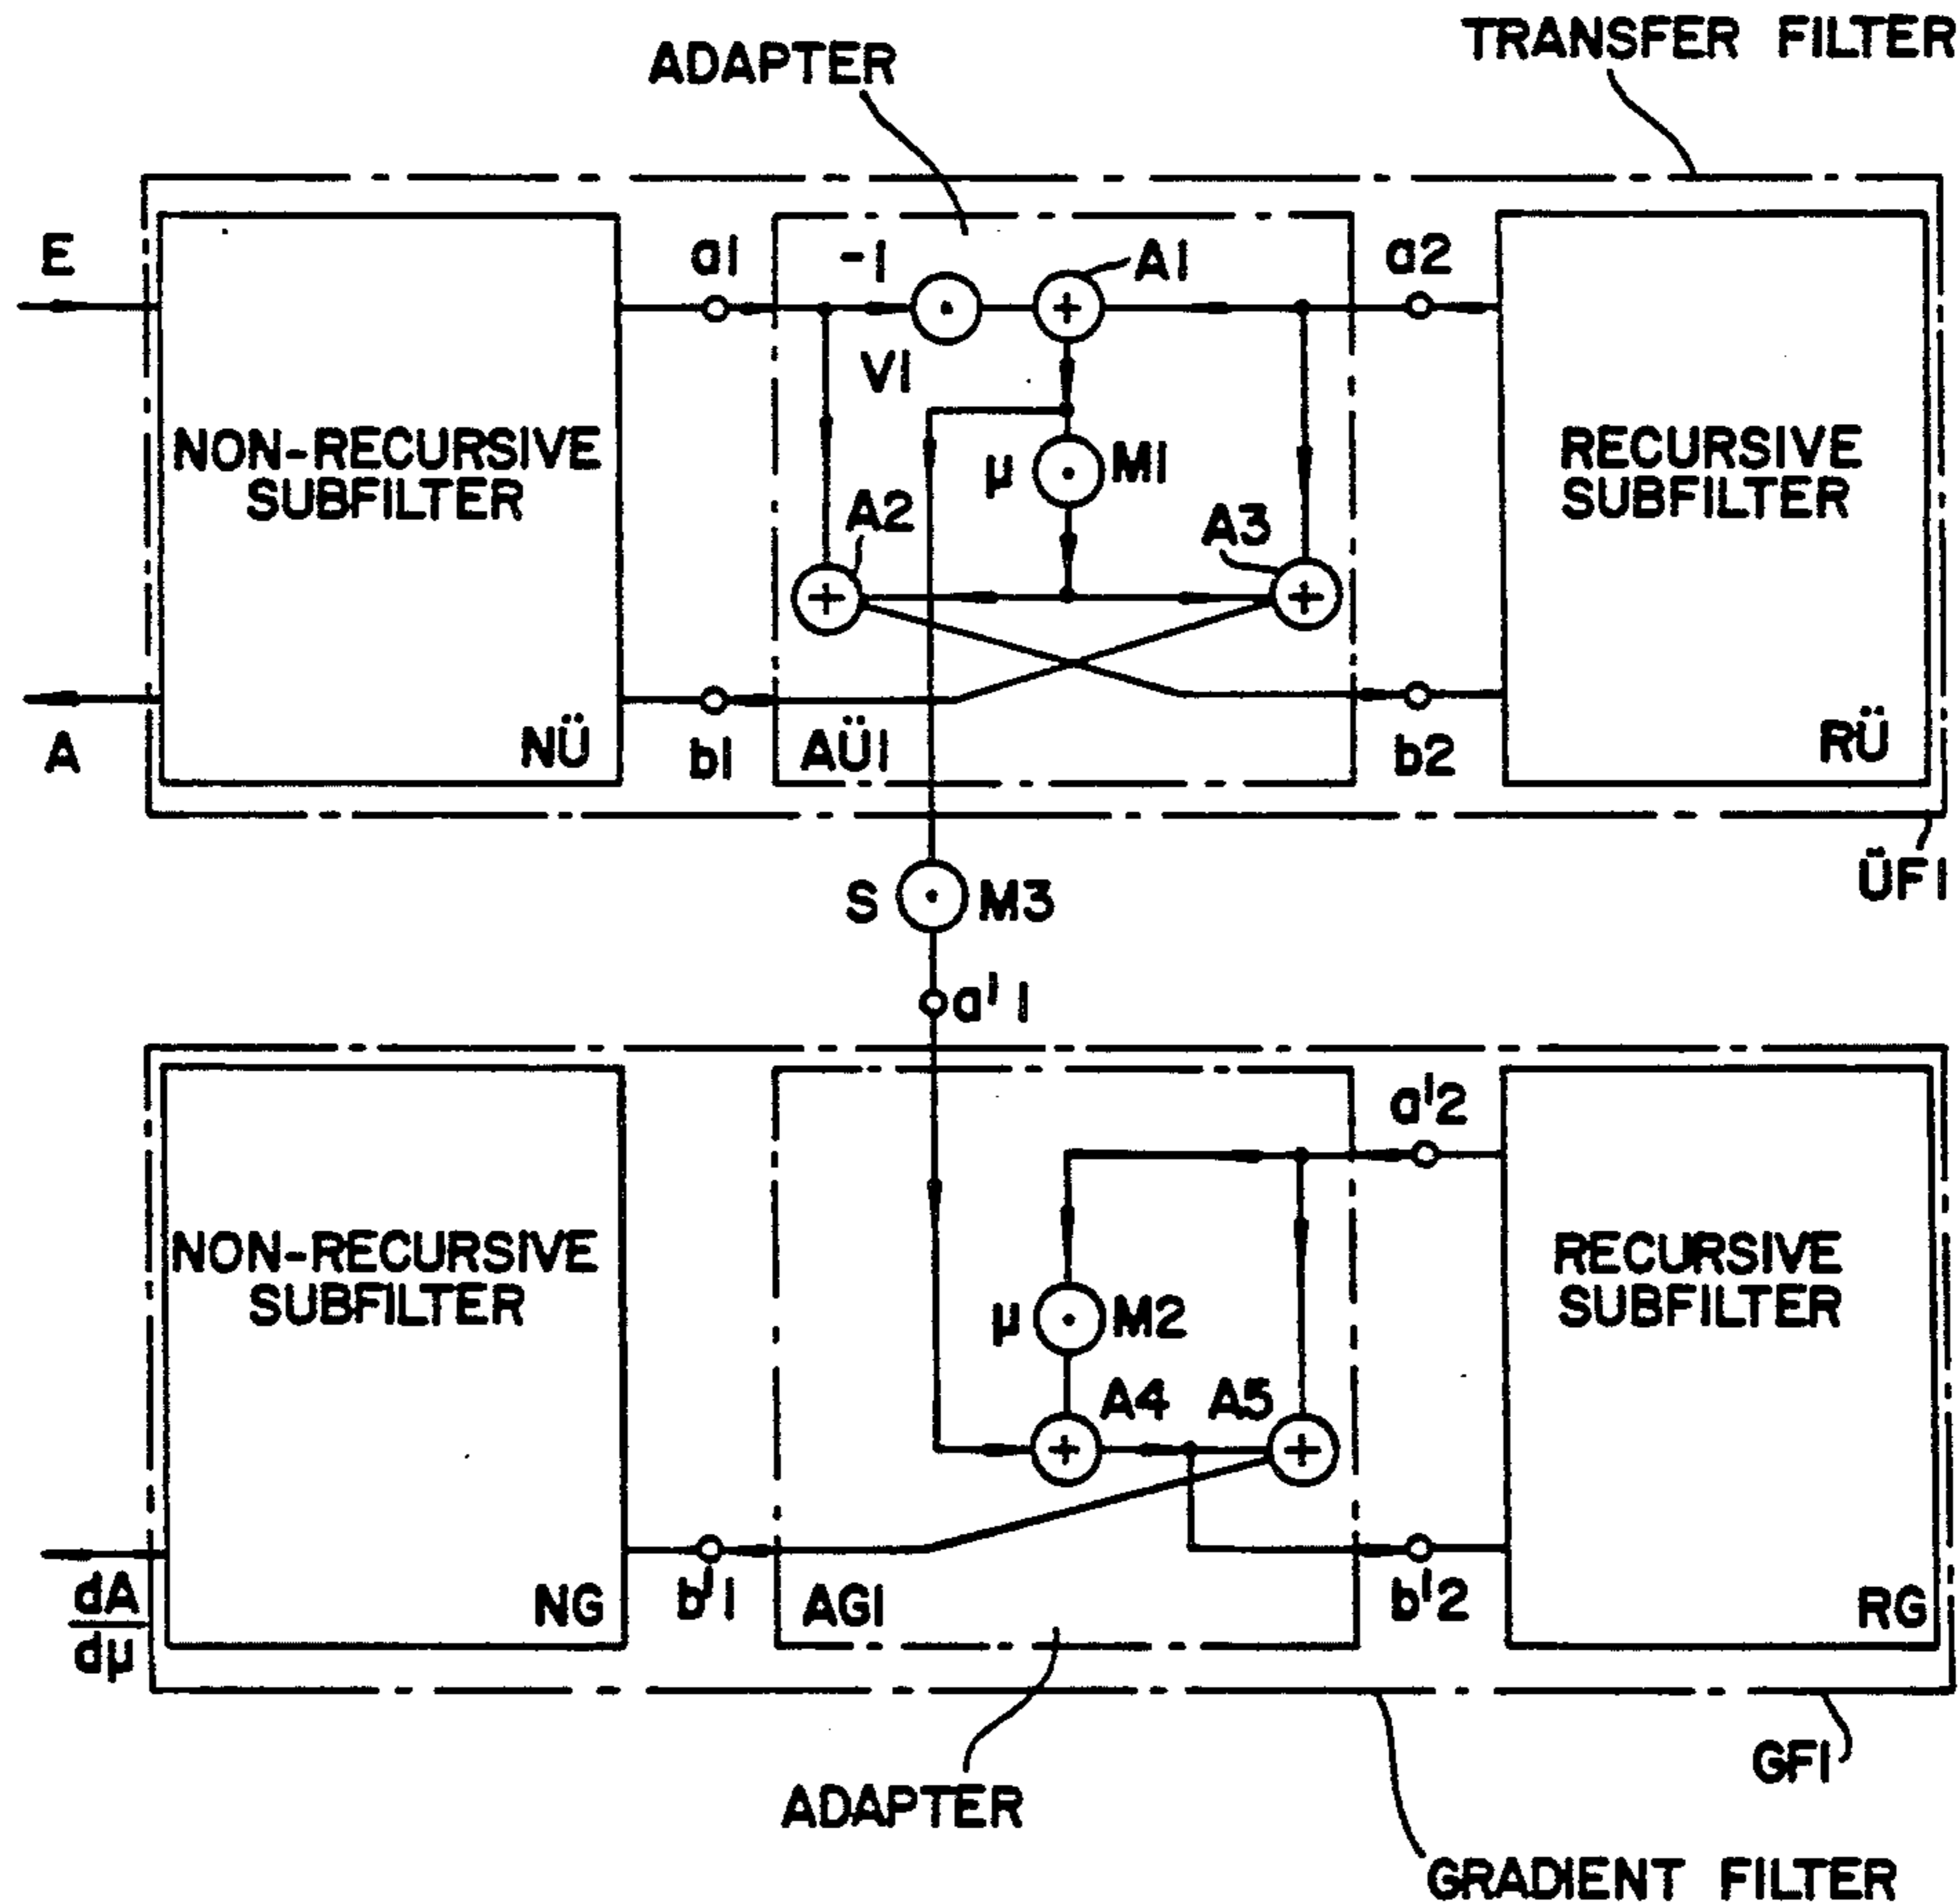 TRANSFER FILTER
ADAPTER
E
a1
-1
A1
a2
V1
NON-RECURSIVE
SUBFILTER
µ
M1
RECURSIVE
SUBFILTER
A2
A3
A
NÜ
b1
AÜ1
b2
RÜ
ÜF1
S
M3
a'1
a'2
NON-RECURSIVE
SUBFILTER
RECURSIVE
SUBFILTER
µ
M2
A4
A5
dA
dµ
NG
b'1
AG1
b'2
RG
GF1
ADAPTER
GRADIENT FILTER